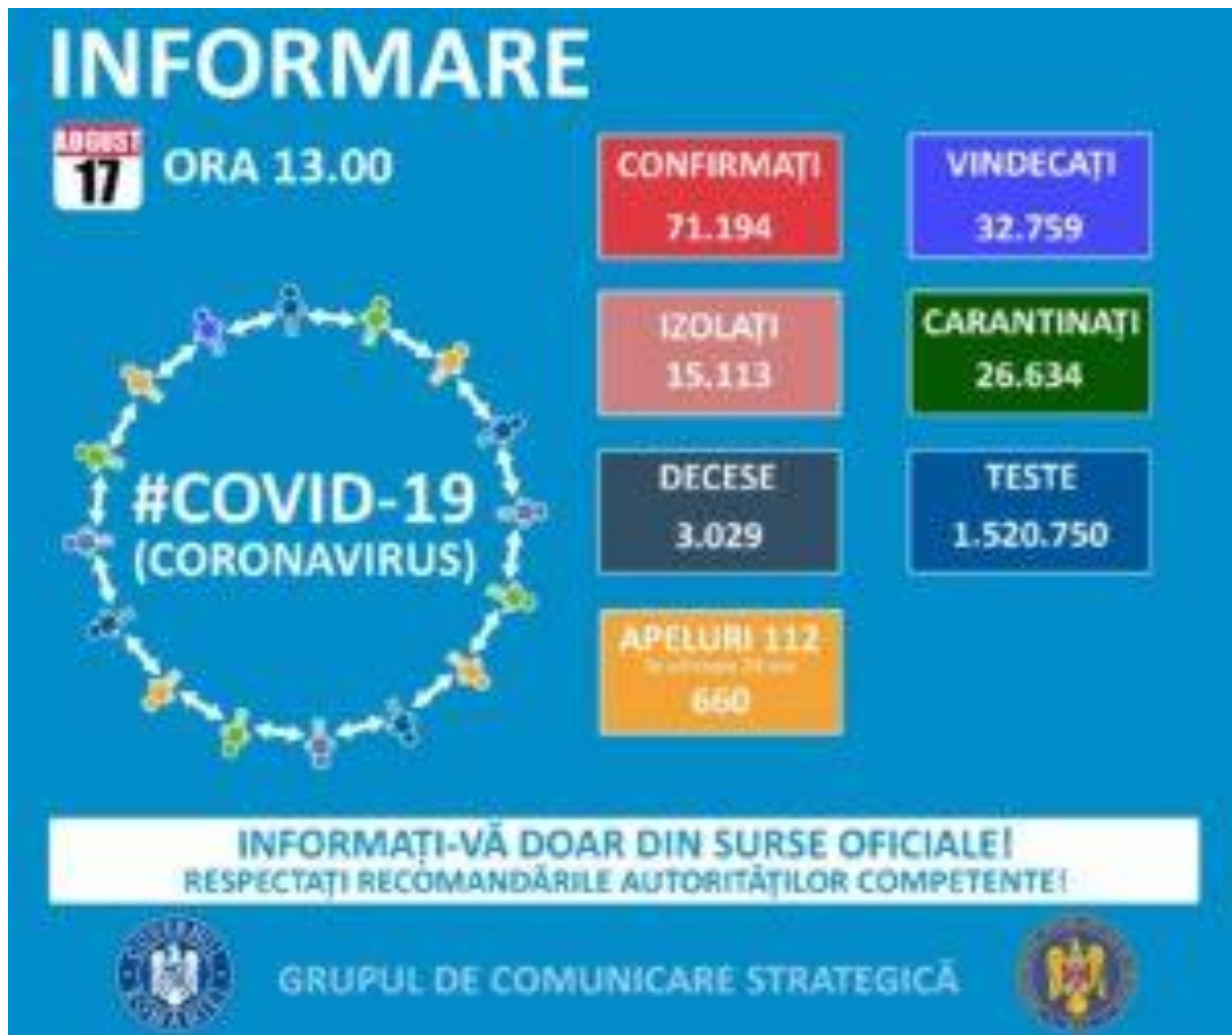 INFORMARE
AUGUST
17
ORA 13.00
CONFIRMAȚI
71.194
VINDECAȚI
32.759
IZOLAȚI
15.113
CARANTINAȚI
26.634
#COVID-19
(CORONAVIRUS)
DECESE
3.029
TESTE
1.520.750
APELURI 112
660
INFORMAȚI-VĂ DOAR DIN SURSE OFICIALE!
RESPECTAȚI RECOMANDĂRILE AUTORITĂȚILOR COMPETENTE!
GRUPUL DE COMUNICARE STRATEGICĂ